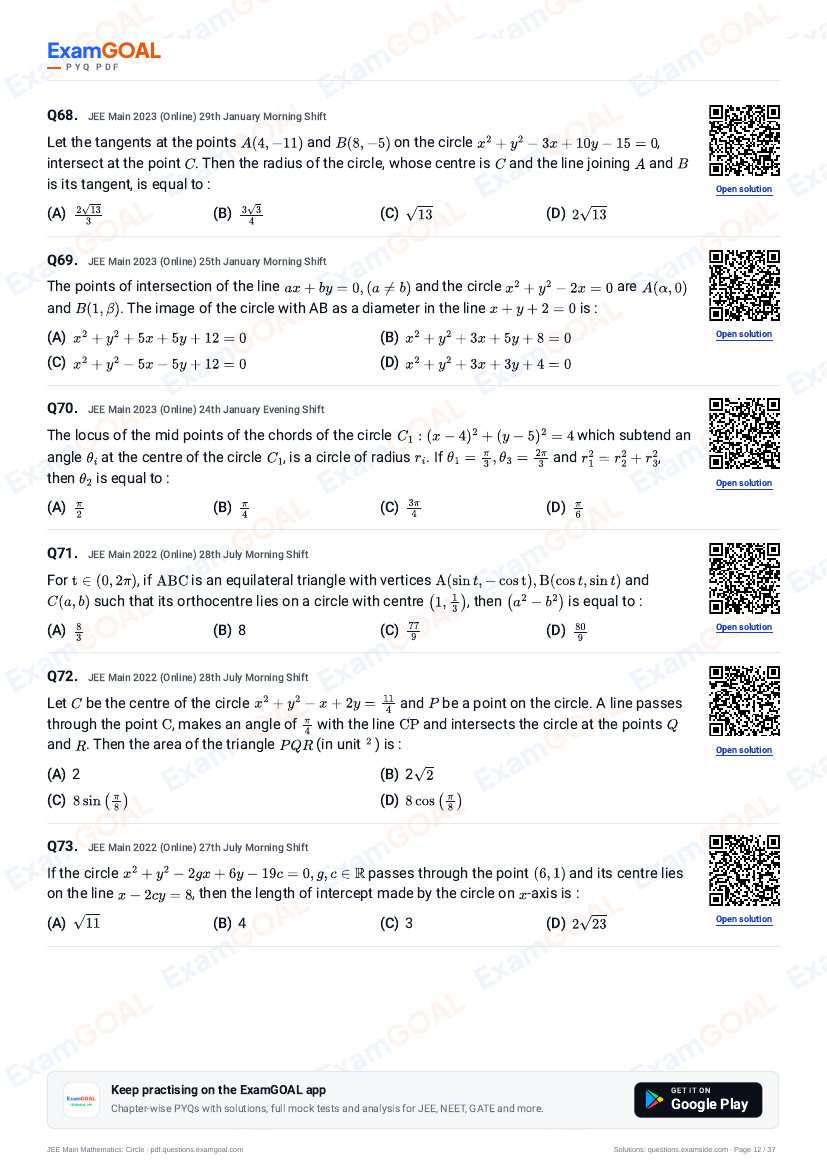 ExamGOAL
PYQ PDF
Q68. JEE Main 2023 (Online) 29th January Morning Shift
Let the tangents at the points A(4, −11) and B(8, −5) on the circle x² + y² − 3x + 10y − 15 = 0,
intersect at the point C. Then the radius of the circle, whose centre is C and the line joining A and B
is its tangent, is equal to :
(A) 2√13/3 (B) 3√3/4 (C) √13 (D) 2√13
Open solution
Q69. JEE Main 2023 (Online) 25th January Morning Shift
The points of intersection of the line ax + by = 0, (a ≠ b) and the circle x² + y² − 2x = 0 are A(α, 0)
and B(1, β). The image of the circle with AB as a diameter in the line x + y + 2 = 0 is :
(A) x² + y² + 5x + 5y + 12 = 0 (B) x² + y² + 3x + 5y + 8 = 0
(C) x² + y² − 5x − 5y + 12 = 0 (D) x² + y² + 3x + 3y + 4 = 0
Open solution
Q70. JEE Main 2023 (Online) 24th January Evening Shift
The locus of the mid points of the chords of the circle C₁ : (x − 4)² + (y − 5)² = 4 which subtend an
angle θᵢ at the centre of the circle C₁, is a circle of radius rᵢ. If θ₁ = π/3, θ₃ = 2π/3 and r₁² = r₂² + r₃²,
then θ₂ is equal to :
(A) π/2 (B) π/4 (C) 3π/4 (D) π/6
Open solution
Q71. JEE Main 2022 (Online) 28th July Morning Shift
For t ∈ (0, 2π), if ABC is an equilateral triangle with vertices A(sin t, − cos t), B(cos t, sin t) and
C(a, b) such that its orthocentre lies on a circle with centre (1, 1/3), then (a² − b²) is equal to :
(A) 8/3 (B) 8 (C) 77/9 (D) 80/9
Open solution
Q72. JEE Main 2022 (Online) 28th July Morning Shift
Let C be the centre of the circle x² + y² − x + 2y = 11/4 and P be a point on the circle. A line passes
through the point C, makes an angle of π/4 with the line CP and intersects the circle at the points Q
and R. Then the area of the triangle PQR (in unit ² ) is :
(A) 2 (B) 2√2
(C) 8 sin (π/8) (D) 8 cos (π/8)
Open solution
Q73. JEE Main 2022 (Online) 27th July Morning Shift
If the circle x² + y² − 2gx + 6y − 19c = 0, g, c ∈ ℝ passes through the point (6, 1) and its centre lies
on the line x − 2cy = 8, then the length of intercept made by the circle on x-axis is :
(A) √11 (B) 4 (C) 3 (D) 2√23
Open solution
Keep practising on the ExamGOAL app
Chapter-wise PYQs with solutions, full mock tests and analysis for JEE, NEET, GATE and more.
GET IT ON
Google Play
JEE Main Mathematics: Circle · pdf.questions.examgoal.com
Solutions: questions.examside.com · Page 12 / 37